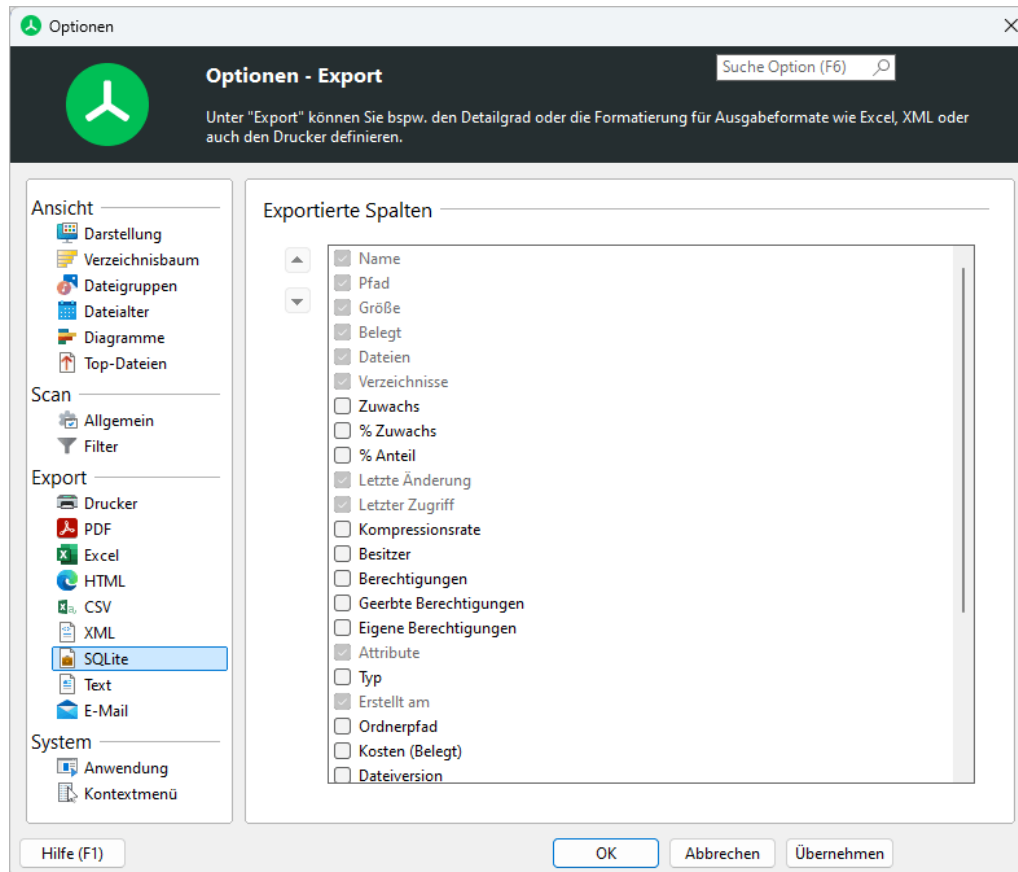 Optionen
Optionen - Export
Suche Option (F6)
Unter "Export" können Sie bspw. den Detailgrad oder die Formatierung für Ausgabeformate wie Excel, XML oder
auch den Drucker definieren.
Ansicht
Darstellung
Verzeichnisbaum
Dateigruppen
Dateialter
Diagramme
Top-Dateien
Scan
Allgemein
Filter
Export
Drucker
PDF
Excel
HTML
CSV
XML
SQLite
Text
E-Mail
System
Anwendung
Kontextmenü
Exportierte Spalten
Name
Pfad
Größe
Belegt
Dateien
Verzeichnisse
Zuwachs
% Zuwachs
% Anteil
Letzte Änderung
Letzter Zugriff
Kompressionsrate
Besitzer
Berechtigungen
Geerbte Berechtigungen
Eigene Berechtigungen
Attribute
Typ
Erstellt am
Ordnerpfad
Kosten (Belegt)
Dateiversion
Hilfe (F1)
OK
Abbrechen
Übernehmen